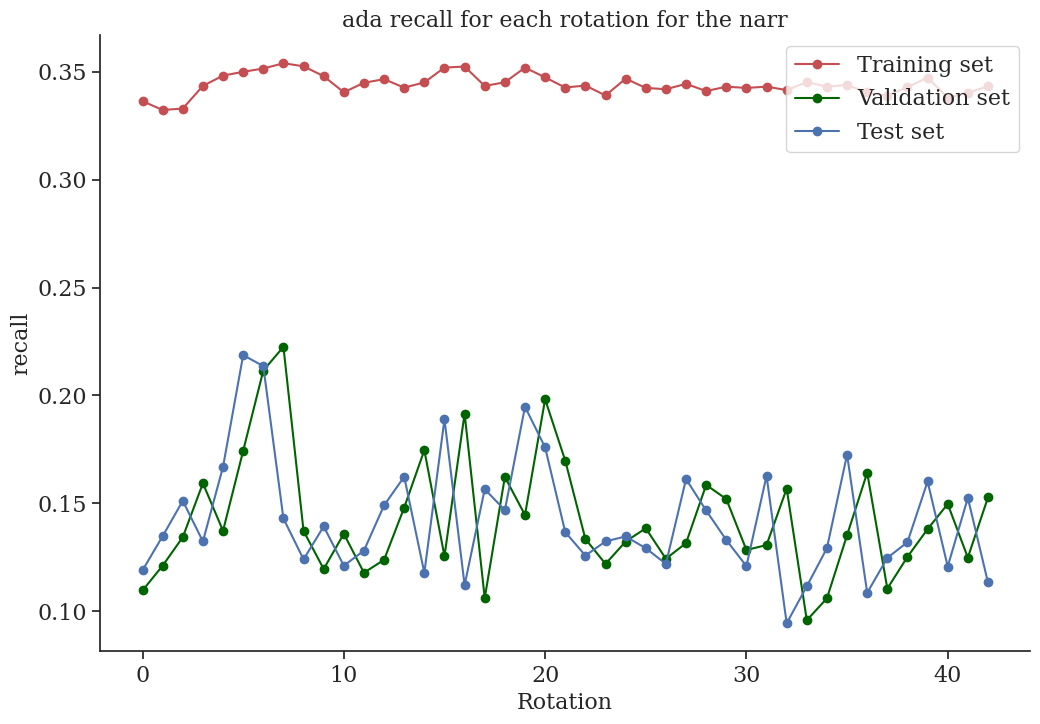 ada recall for each rotation for the narr
Training set
Validation set
Test set
recall
0.35
0.30
0.25
0.20
0.15
0.10
0
10
20
30
40
Rotation